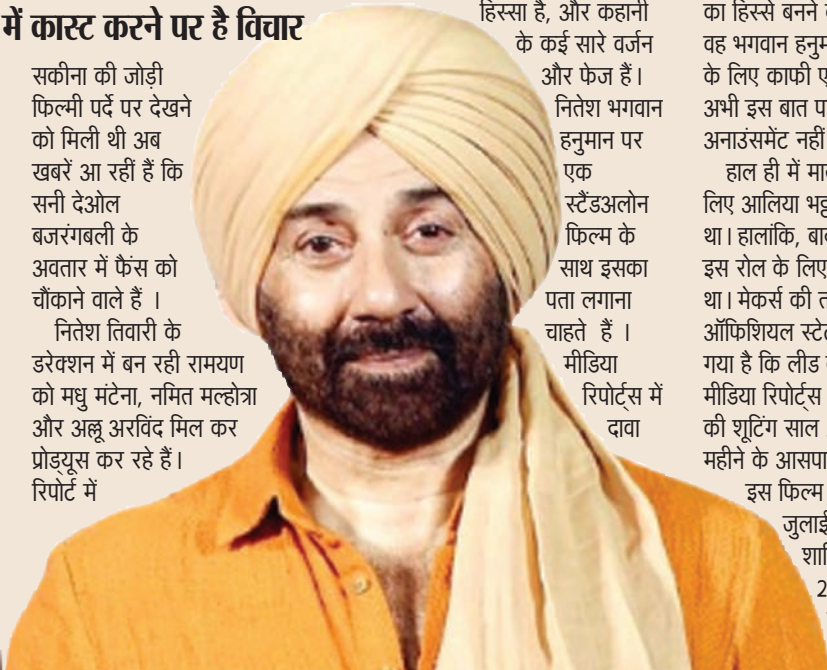 में कास्ट करने पर है विचार
सकीना की जोड़ी
फिल्मी पर्दे पर देखने
को मिली थी अब
खबरें आ रहीं हैं कि
सनी देओल
बजरंगबली के
अवतार में फैंस को
चौंकाने वाले हैं ।
नितेश तिवारी के
डरेक्शन में बन रही रामयण
को मधु मंटेना, नमित मल्होत्रा
और अल्लू अरविंद मिल कर
प्रोड्यूस कर रहे हैं।
रिपोर्ट में
हिस्सा है, और कहानी
के कई सारे वर्जन
और फेज हैं।
नितेश भगवान
हनुमान पर
एक
स्टैंडअलोन
फिल्म के
साथ इसका
पता लगाना
चाहते हैं ।
मीडिया
रिपोर्ट्स में
दावा
का हिस्से बनने
वह भगवान
के लिए काफी
अभी इस बात
अनाउंसमेंट नहीं
हाल ही में
लिए आलिया
था। हालांकि,
इस रोल के लिए
था। मेकर्स की
ऑफिशियल
गया है कि लीड
मीडिया रिपोर्ट्स
की शूटिंग साल
महीने के
इस फिल्म
जुलाई
2